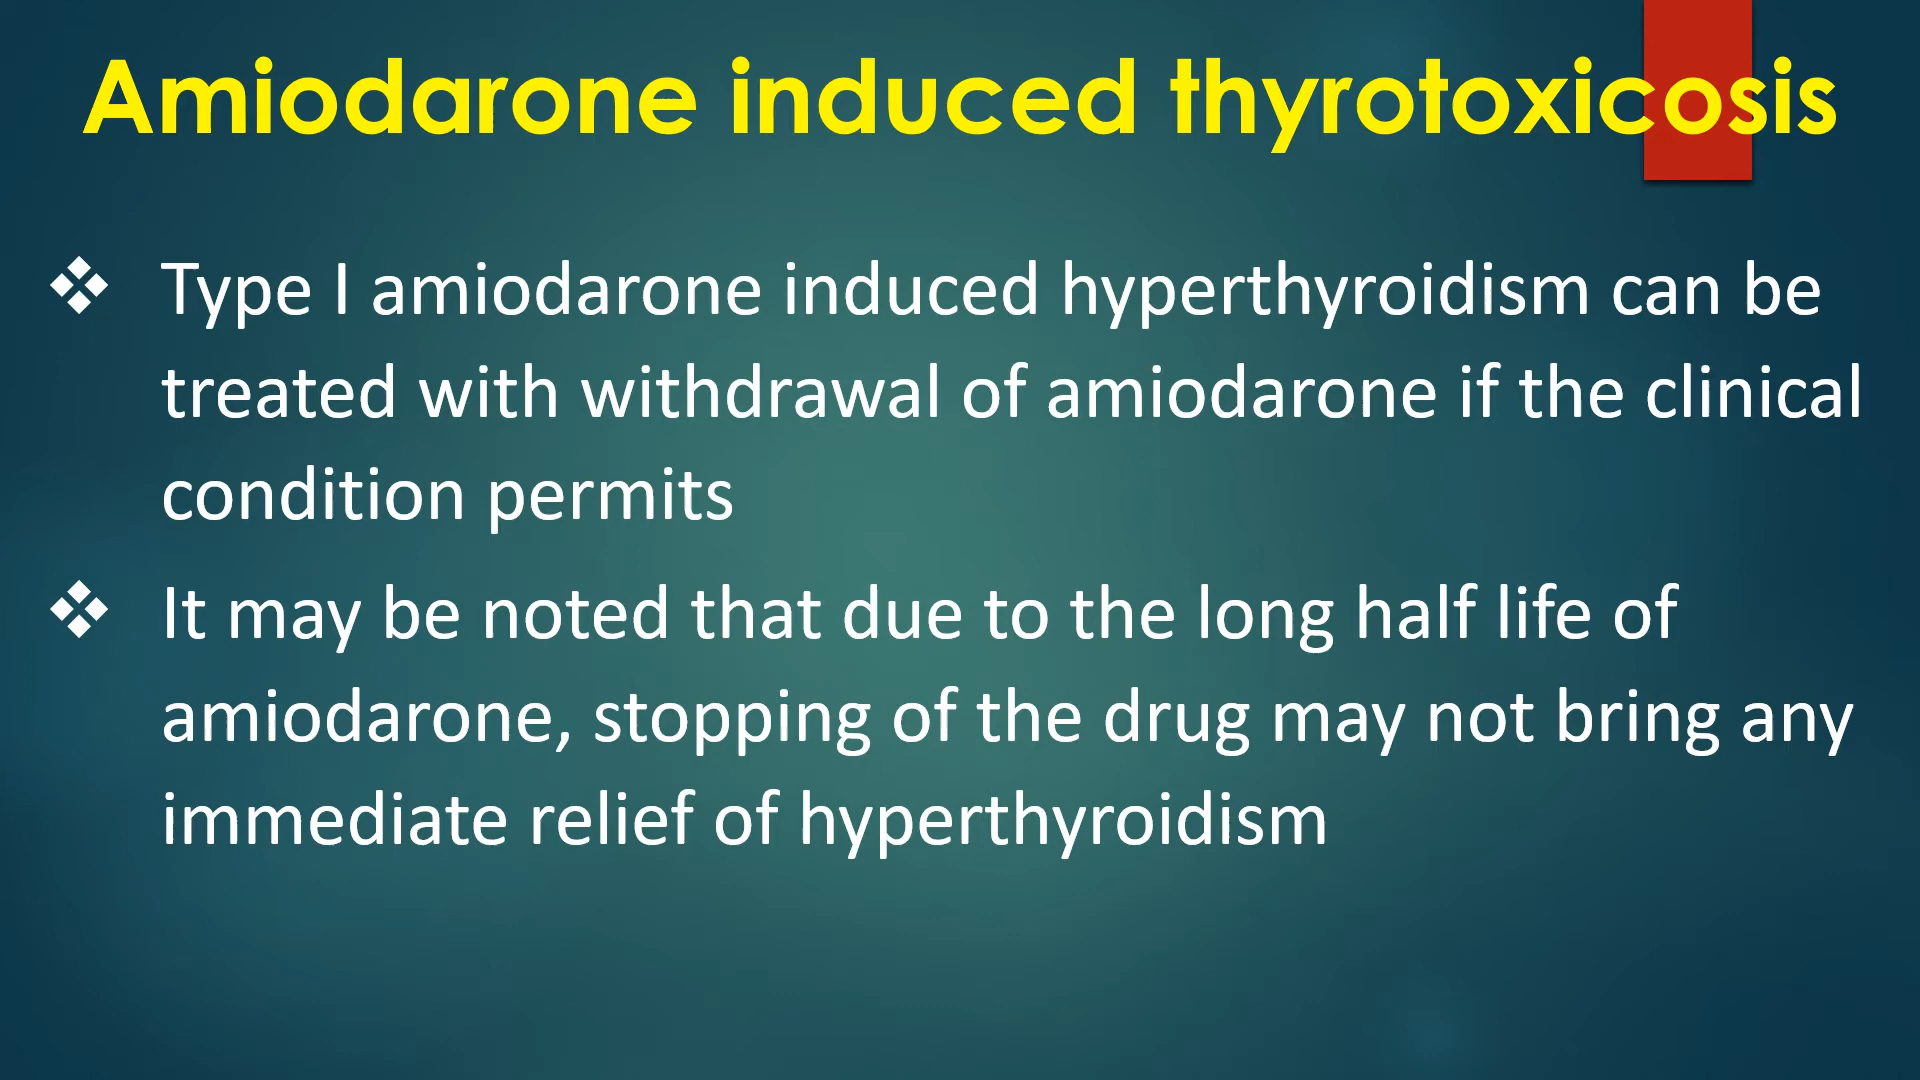 Amiodarone induced thyrotoxicosis
Type I amiodarone induced hyperthyroidism can be
treated with withdrawal of amiodarone if the clinical
condition permits
It may be noted that due to the long half life of
amiodarone, stopping of the drug may not bring any
immediate relief of hyperthyroidism